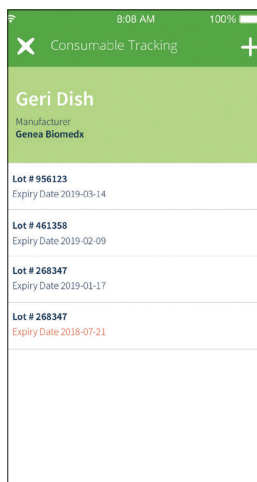 8:08 AM
100%
Consumable Tracking
Geri Dish
Manufacturer
Genea Biomedx
Lot # 956123
Expiry Date 2019-03-14
Lot # 461358
Expiry Date 2019-02-09
Lot # 268347
Expiry Date 2019-01-17
Lot # 268347
Expiry Date 2018-07-21